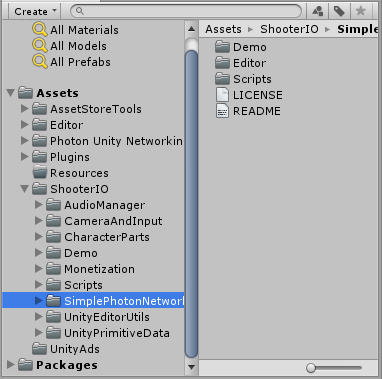 Create
All Materials
All Models
All Prefabs
Assets
AssetStoreTools
Editor
Photon Unity Networkin
Plugins
Resources
ShooterIO
AudioManager
CameraAndInput
CharacterParts
Demo
Monetization
Scripts
SimplePhotonNetwork
UnityEditorUtils
UnityPrimitiveData
UnityAds
Packages
Assets ShooterIO Simple
Demo
Editor
Scripts
LICENSE
README